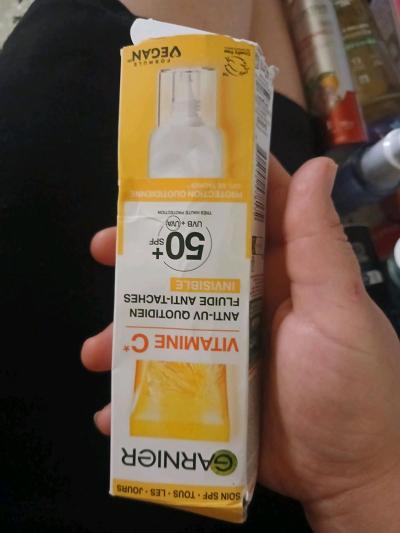 SOIN SPF • TOUS • LES • JOURS
GARNIER
VITAMINE C*
ANTI-UV QUOTIDIEN
FLUIDE ANTI-TACHES
INVISIBLE
50+
SPF
UVB + UVA
TRÈS HAUTE PROTECTION
PROTECTION QUOTIDIENNE
FORMULE
VEGAN